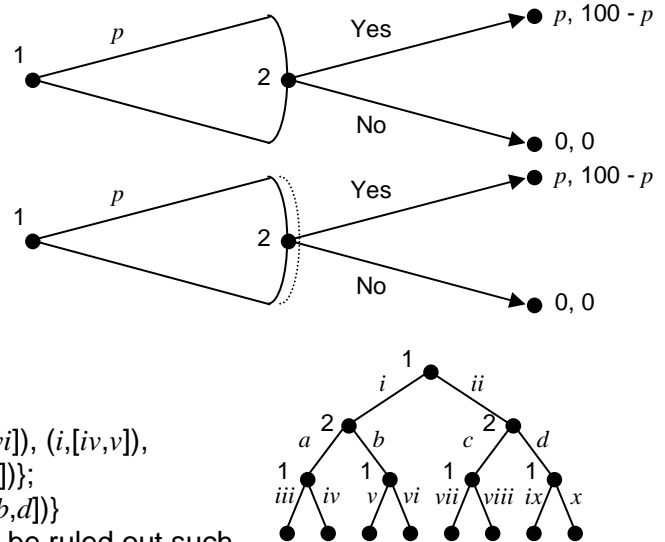 p
1
2
Yes
No
p, 100 - p
0, 0
p
1
2
Yes
No
p, 100 - p
0, 0
1
i ii
2 2
a b c d
1 1 1 1
iii iv v vi vii viii ix x
vi]), (i,[iv,v]),
])};
b,d])}
be ruled out such